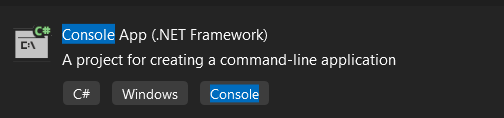 C#
C:\
Console App (.NET Framework)
A project for creating a command-line application
C# Windows Console